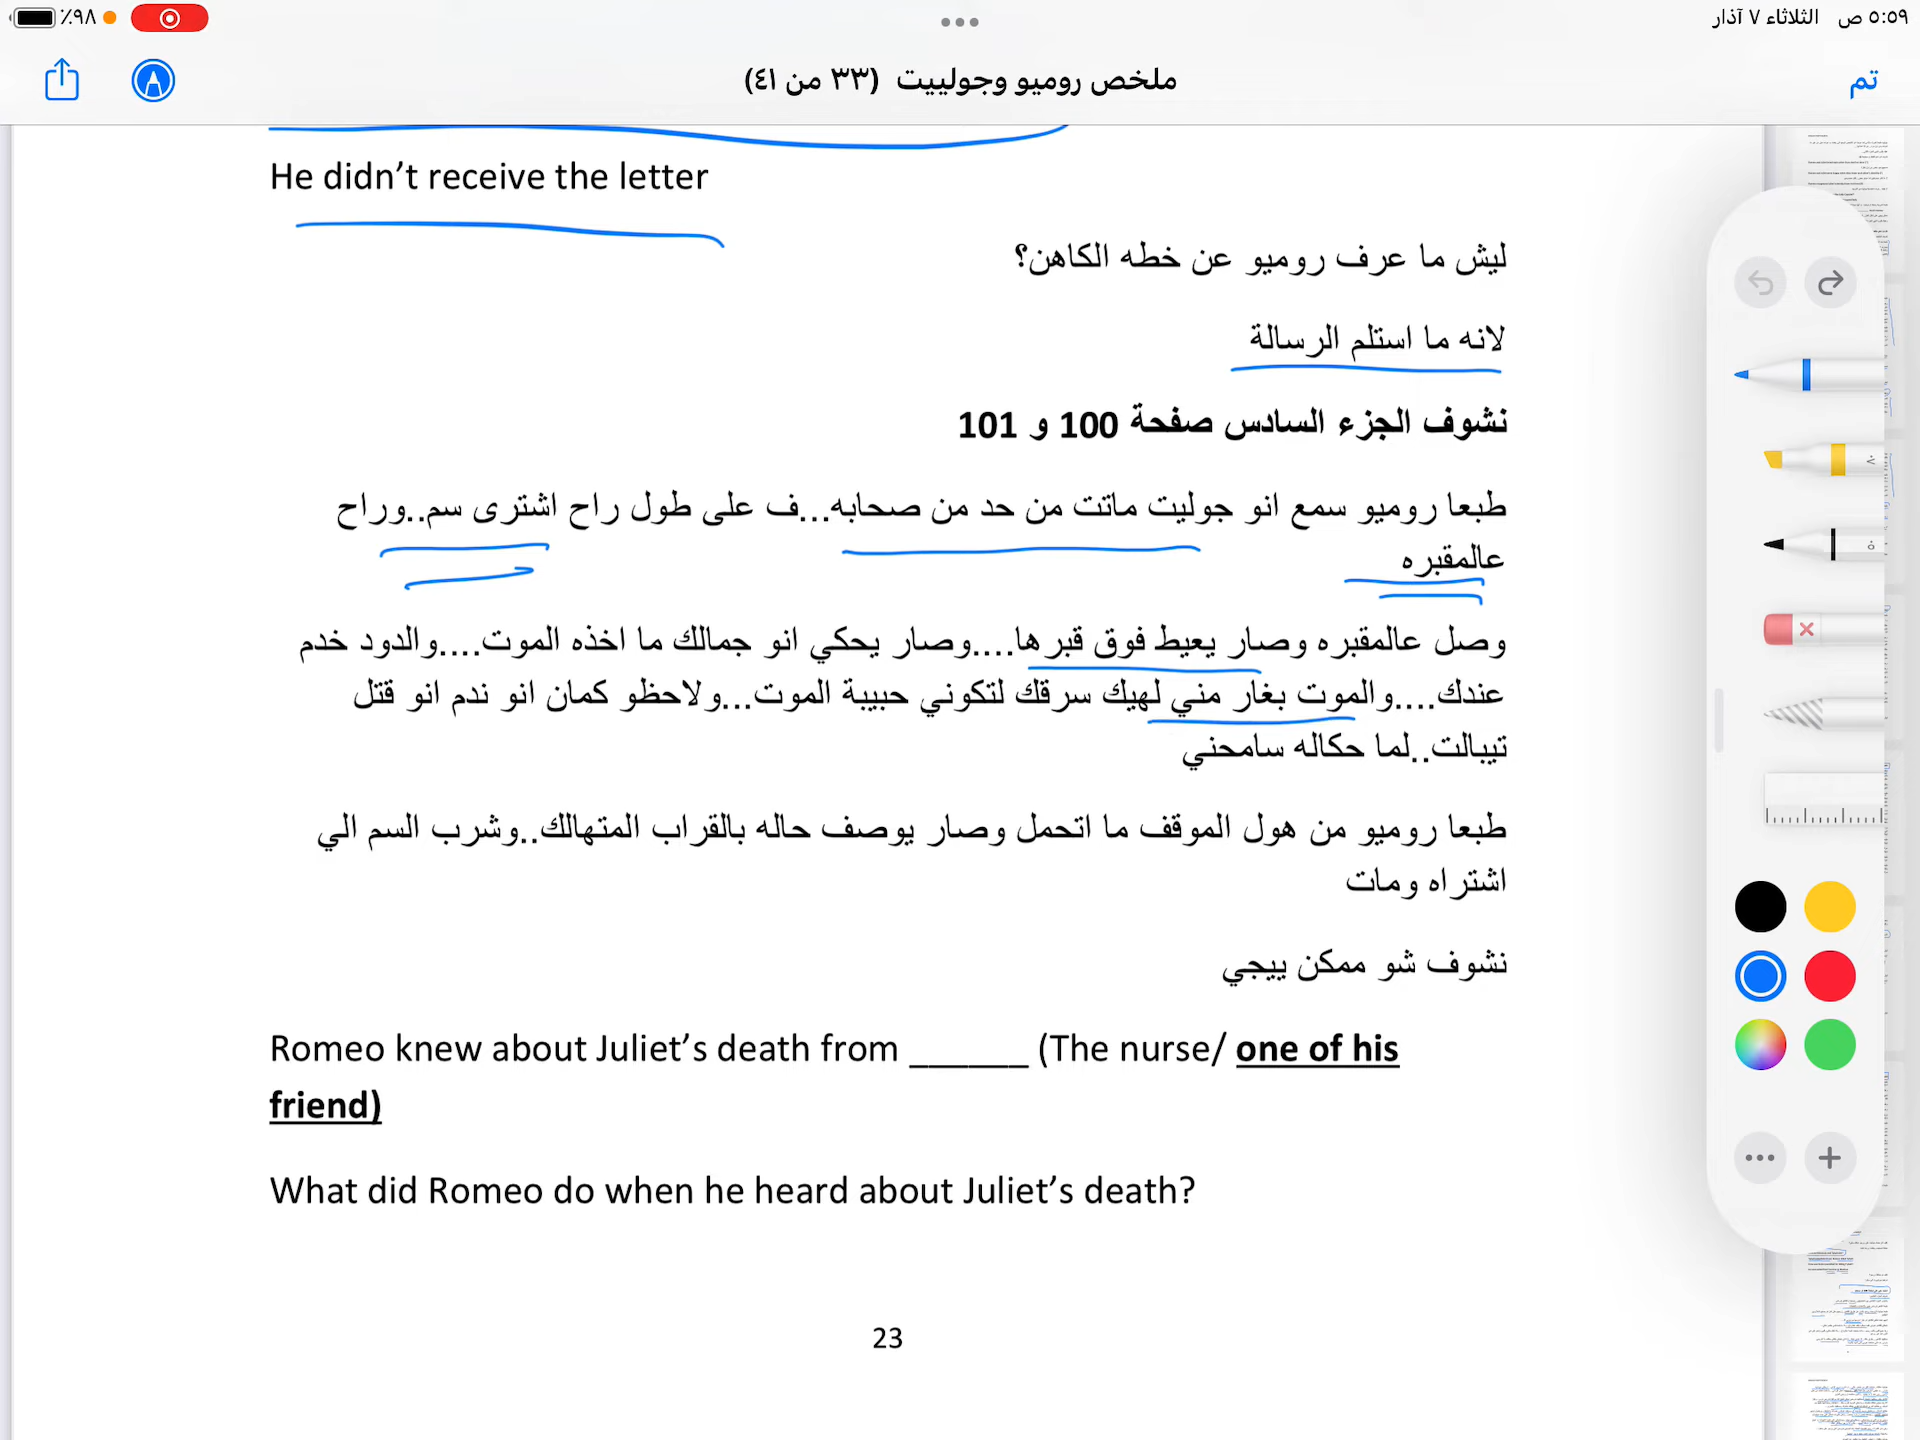 ٪٩٨
٥:٥٩ ص الثلاثاء ٧ آذار
ملخص روميو وجولييت (٣٣ من ٤١)
تم
He didn’t receive the letter
ليش ما عرف روميو عن خطه الكاهن؟
لانه ما استلم الرسالة
نشوف الجزء السادس صفحة 100 و 101
طبعا روميو سمع انو جوليت ماتت من حد من صحابه...ف على طول راح اشترى سم..وراح
عالمقبره
وصل عالمقبره وصار يعيط فوق قبرها....وصار يحكي انو جمالك ما اخذه الموت....والدود خدم
عندك....والموت بغار مني لهيك سرقك لتكوني حبيبة الموت...ولاحظو كمان انو ندم انو قتل
تيبالت..لما حكاله سامحني
طبعا روميو من هول الموقف ما اتحمل وصار يوصف حاله بالقراب المتهالك..وشرب السم الي
اشتراه ومات
نشوف شو ممكن ييجي
Romeo knew about Juliet’s death from ______ (The nurse/ one of his
friend)
What did Romeo do when he heard about Juliet’s death?
23